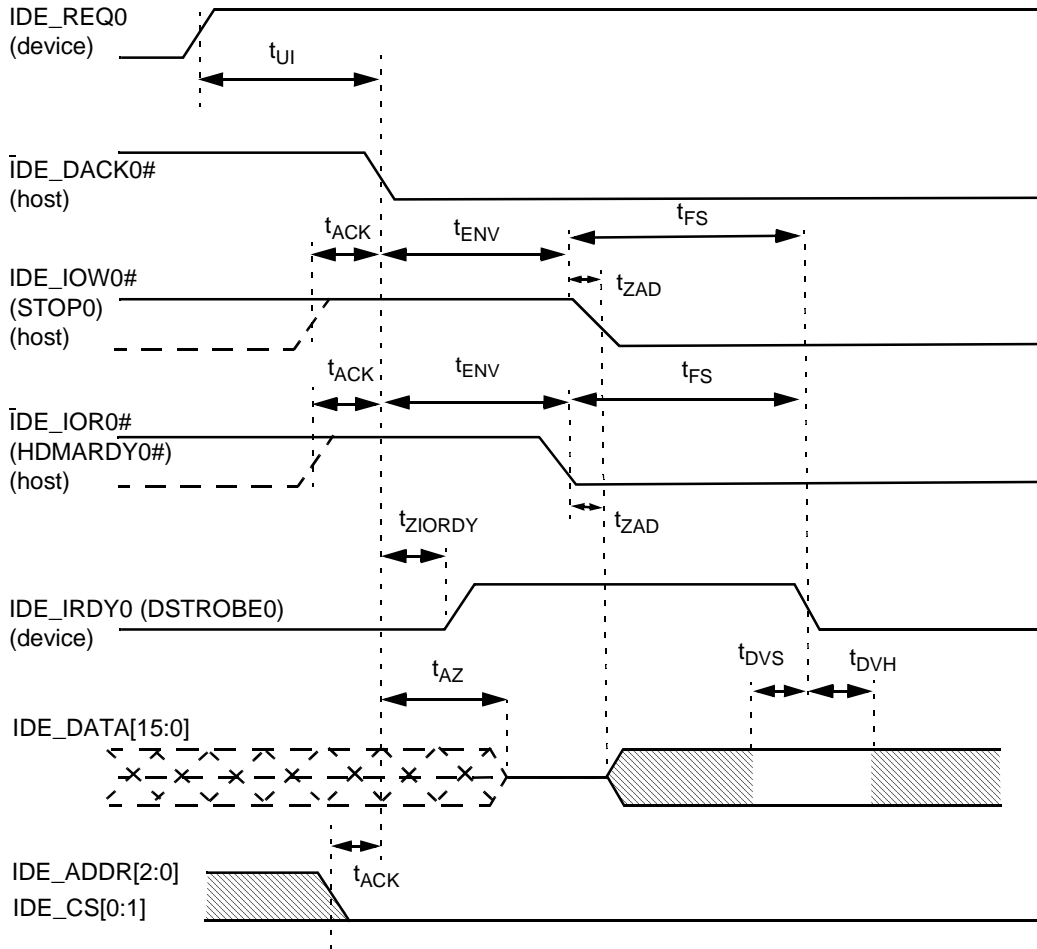 IDE_REQ0
(device)
tUI
IDE_DACK0#
(host)
tACK
tENV
tFS
IDE_IOW0#
(STOP0)
(host)
tZAD
tACK
tENV
tFS
IDE_IOR0#
(HDMARDY0#)
(host)
tZAD
tZIORDY
IDE_IRDY0 (DSTROBE0)
(device)
tDVS
tDVH
tAZ
IDE_DATA[15:0]
tACK
IDE_ADDR[2:0]
IDE_CS[0:1]